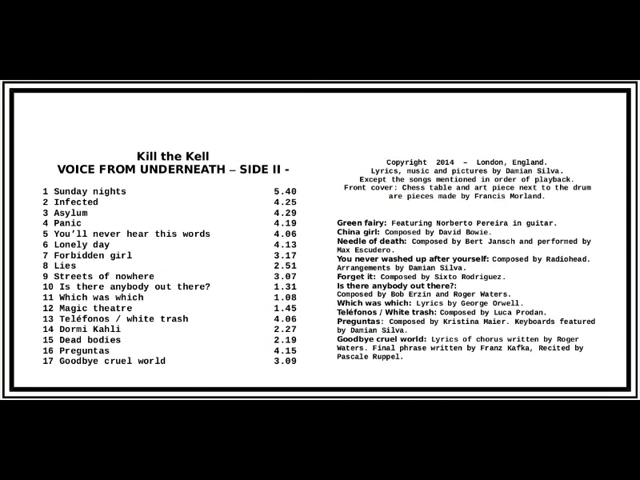 Kill the Kell
VOICE FROM UNDERNEATH – SIDE II -
1 Sunday nights 5.40
2 Infected 4.25
3 Asylum 4.29
4 Panic 4.19
5 You'll never hear this words 4.06
6 Lonely day 4.13
7 Forbidden girl 3.17
8 Lies 2.51
9 Streets of nowhere 3.07
10 Is there anybody out there? 1.31
11 Which was which 1.08
12 Magic theatre 1.45
13 Teléfonos / white trash 4.06
14 Dormi Kahli 2.27
15 Dead bodies 2.19
16 Preguntas 4.15
17 Goodbye cruel world 3.09
Copyright 2014 – London, England.
Lyrics, music and pictures by Damian Silva.
Except the songs mentioned in order of playback.
Front cover: Chess table and art piece next to the drum
are pieces made by Francis Morland.
Green fairy: Featuring Norberto Pereira in guitar.
China girl: Composed by David Bowie.
Needle of death: Composed by Bert Jansch and performed by
Max Escudero.
You never washed up after yourself: Composed by Radiohead.
Arrangements by Damian Silva.
Forget it: Composed by Sixto Rodriguez.
Is there anybody out there?:
Composed by Bob Erzin and Roger Waters.
Which was which: Lyrics by George Orwell.
Teléfonos / White trash: Composed by Luca Prodan.
Preguntas: Composed by Kristina Maier. Keyboards featured
by Damian Silva.
Goodbye cruel world: Lyrics of chorus written by Roger
Waters. Final phrase written by Franz Kafka, Recited by
Pascale Ruppel.